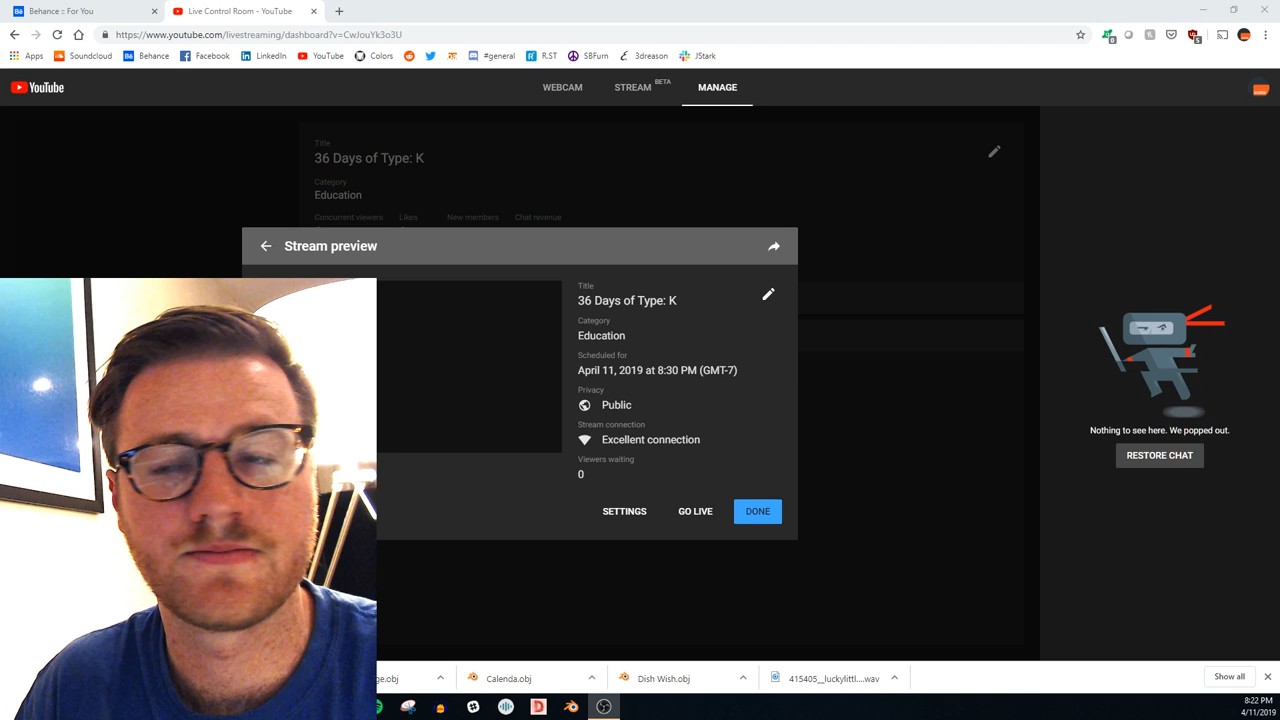 Behance :: For You
Live Control Room - YouTube
https://www.youtube.com/livestreaming/dashboard?v=CwJouYk3o3U
Apps
Soundcloud
Behance
Facebook
LinkedIn
YouTube
Colors
#general
R.ST
SBFurn
3dreason
JStark
YouTube
WEBCAM
STREAM BETA
MANAGE
Title
36 Days of Type: K
Category
Education
Concurrent viewers Likes New members Chat revenue
Stream preview
Title
36 Days of Type: K
Category
Education
Scheduled for
April 11, 2019 at 8:30 PM (GMT-7)
Privacy
Public
Stream connection
Excellent connection
Viewers waiting
0
SETTINGS
GO LIVE
DONE
Nothing to see here. We popped out.
RESTORE CHAT
ge.obj
Calenda.obj
Dish Wish.obj
415405__luckylittl....wav
Show all
8:22 PM
4/11/2019